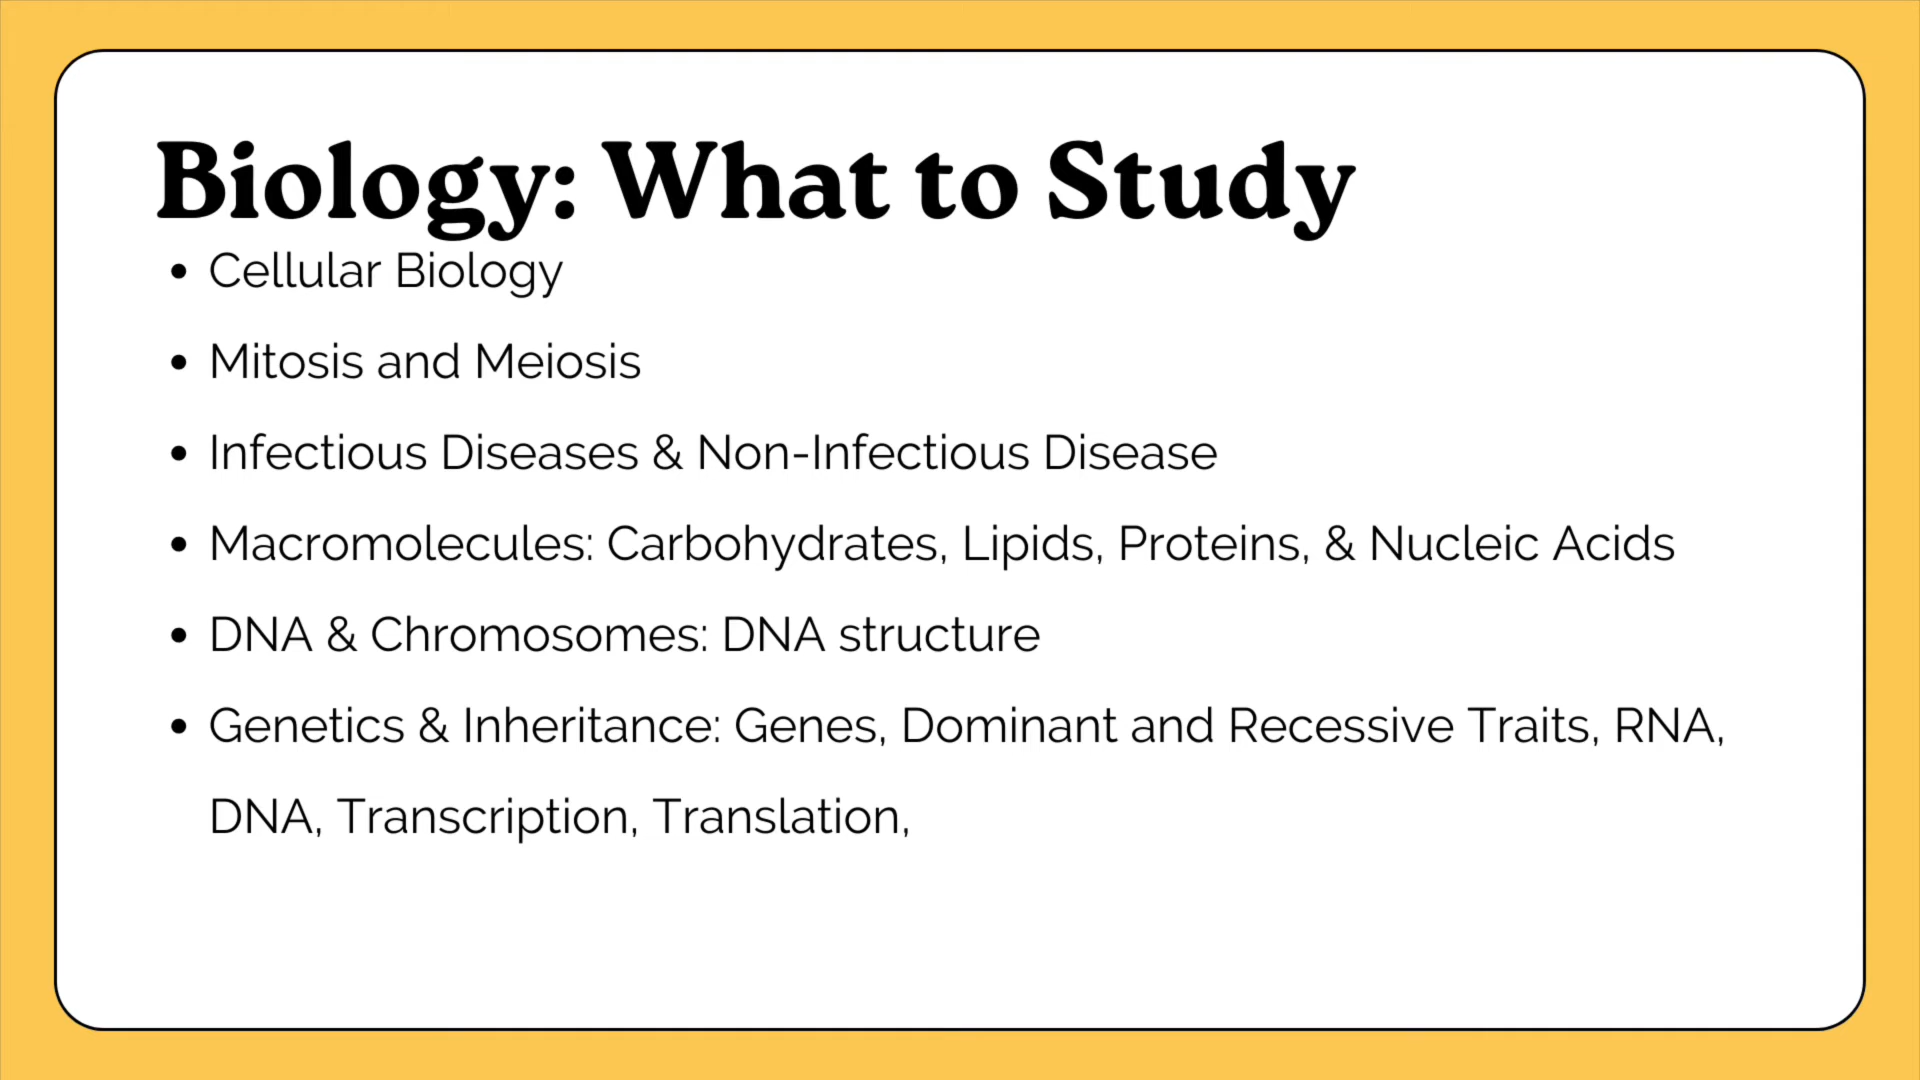 Biology: What to Study
• Cellular Biology
• Mitosis and Meiosis
• Infectious Diseases & Non-Infectious Disease
• Macromolecules: Carbohydrates, Lipids, Proteins, & Nucleic Acids
• DNA & Chromosomes: DNA structure
• Genetics & Inheritance: Genes, Dominant and Recessive Traits, RNA,
DNA, Transcription, Translation,